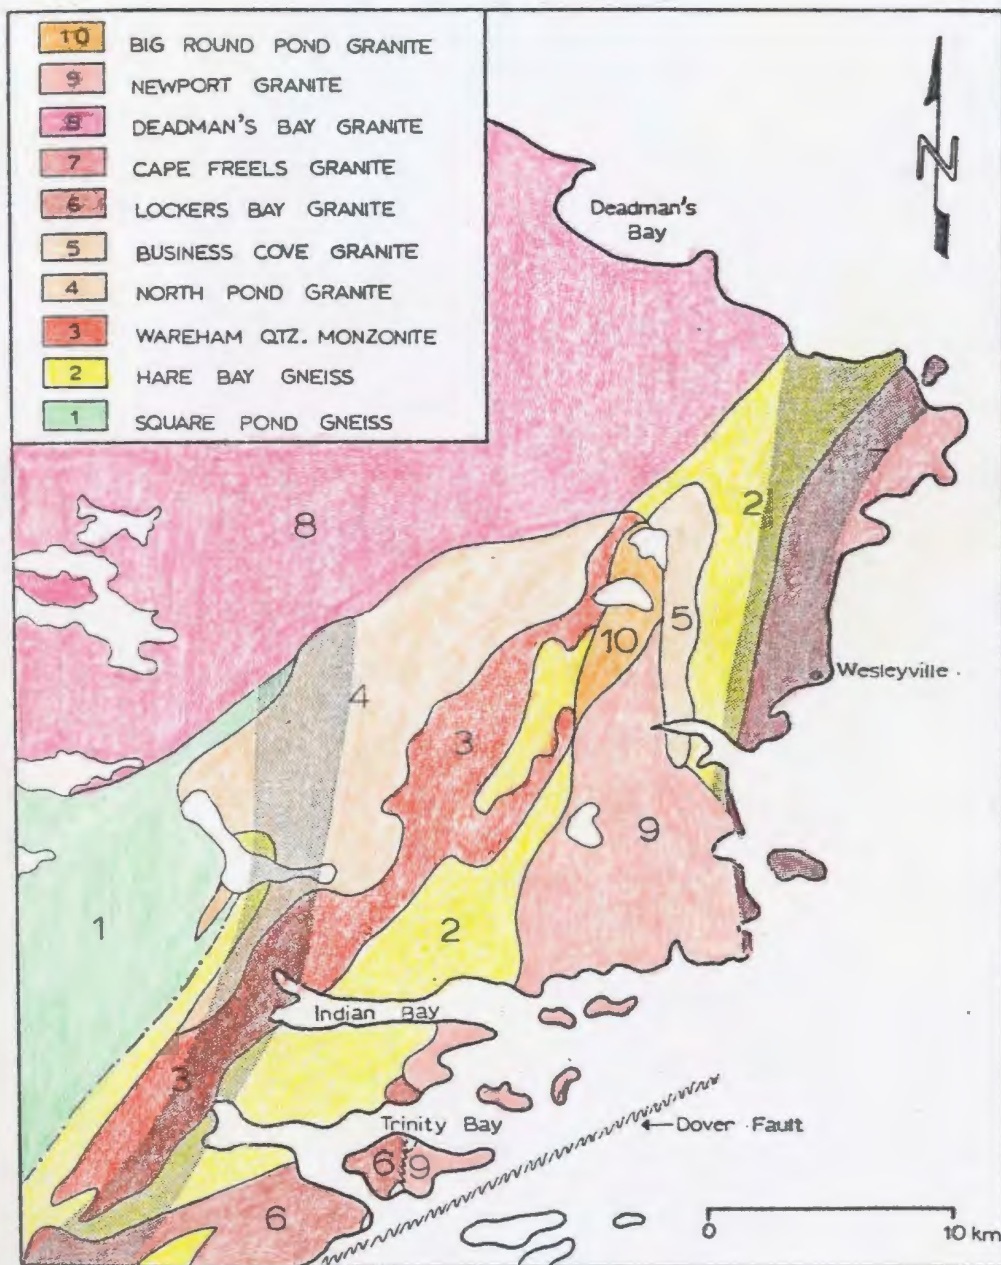 10 BIG ROUND POND GRANITE
9 NEWPORT GRANITE
8 DEADMAN'S BAY GRANITE
7 CAPE FREELS GRANITE
6 LOCKERS BAY GRANITE
5 BUSINESS COVE GRANITE
4 NORTH POND GRANITE
3 WAREHAM QTZ. MONZONITE
2 HARE BAY GNEISS
1 SQUARE POND GNEISS
N
Deadman's
Bay
7
2
8
5
10
4
Wesleyville
3
9
1
2
Indian Bay
3
Trinity Bay
Dover Fault
6 9
6
0 10 km